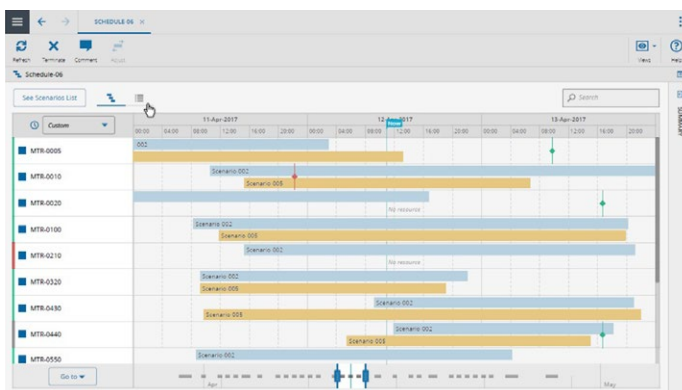 SCHEDULE 06
Refresh Terminate Comment Adjust Views Help
Schedule-06
See Scenarios List Search
11-Apr-2017 12-Apr-2017 13-Apr-2017
Custom 00:00 04:00 08:00 12:00 16:00 20:00 00:00 04:00 08:00 12:00 16:00 20:00 00:00 04:00 08:00 12:00 16:00 20:00
MTR-0005 002
MTR-0010 Scenario 002
Scenario 005
MTR-0020
No resource
MTR-0100 Scenario 002
Scenario 005
MTR-0210 Scenario 002
No resource
MTR-0320 Scenario 002
Scenario 005
MTR-0430 Scenario 002
Scenario 005
MTR-0440 Scenario 002
Scenario 005
MTR-0550 Scenario 002
Go to
Apr May